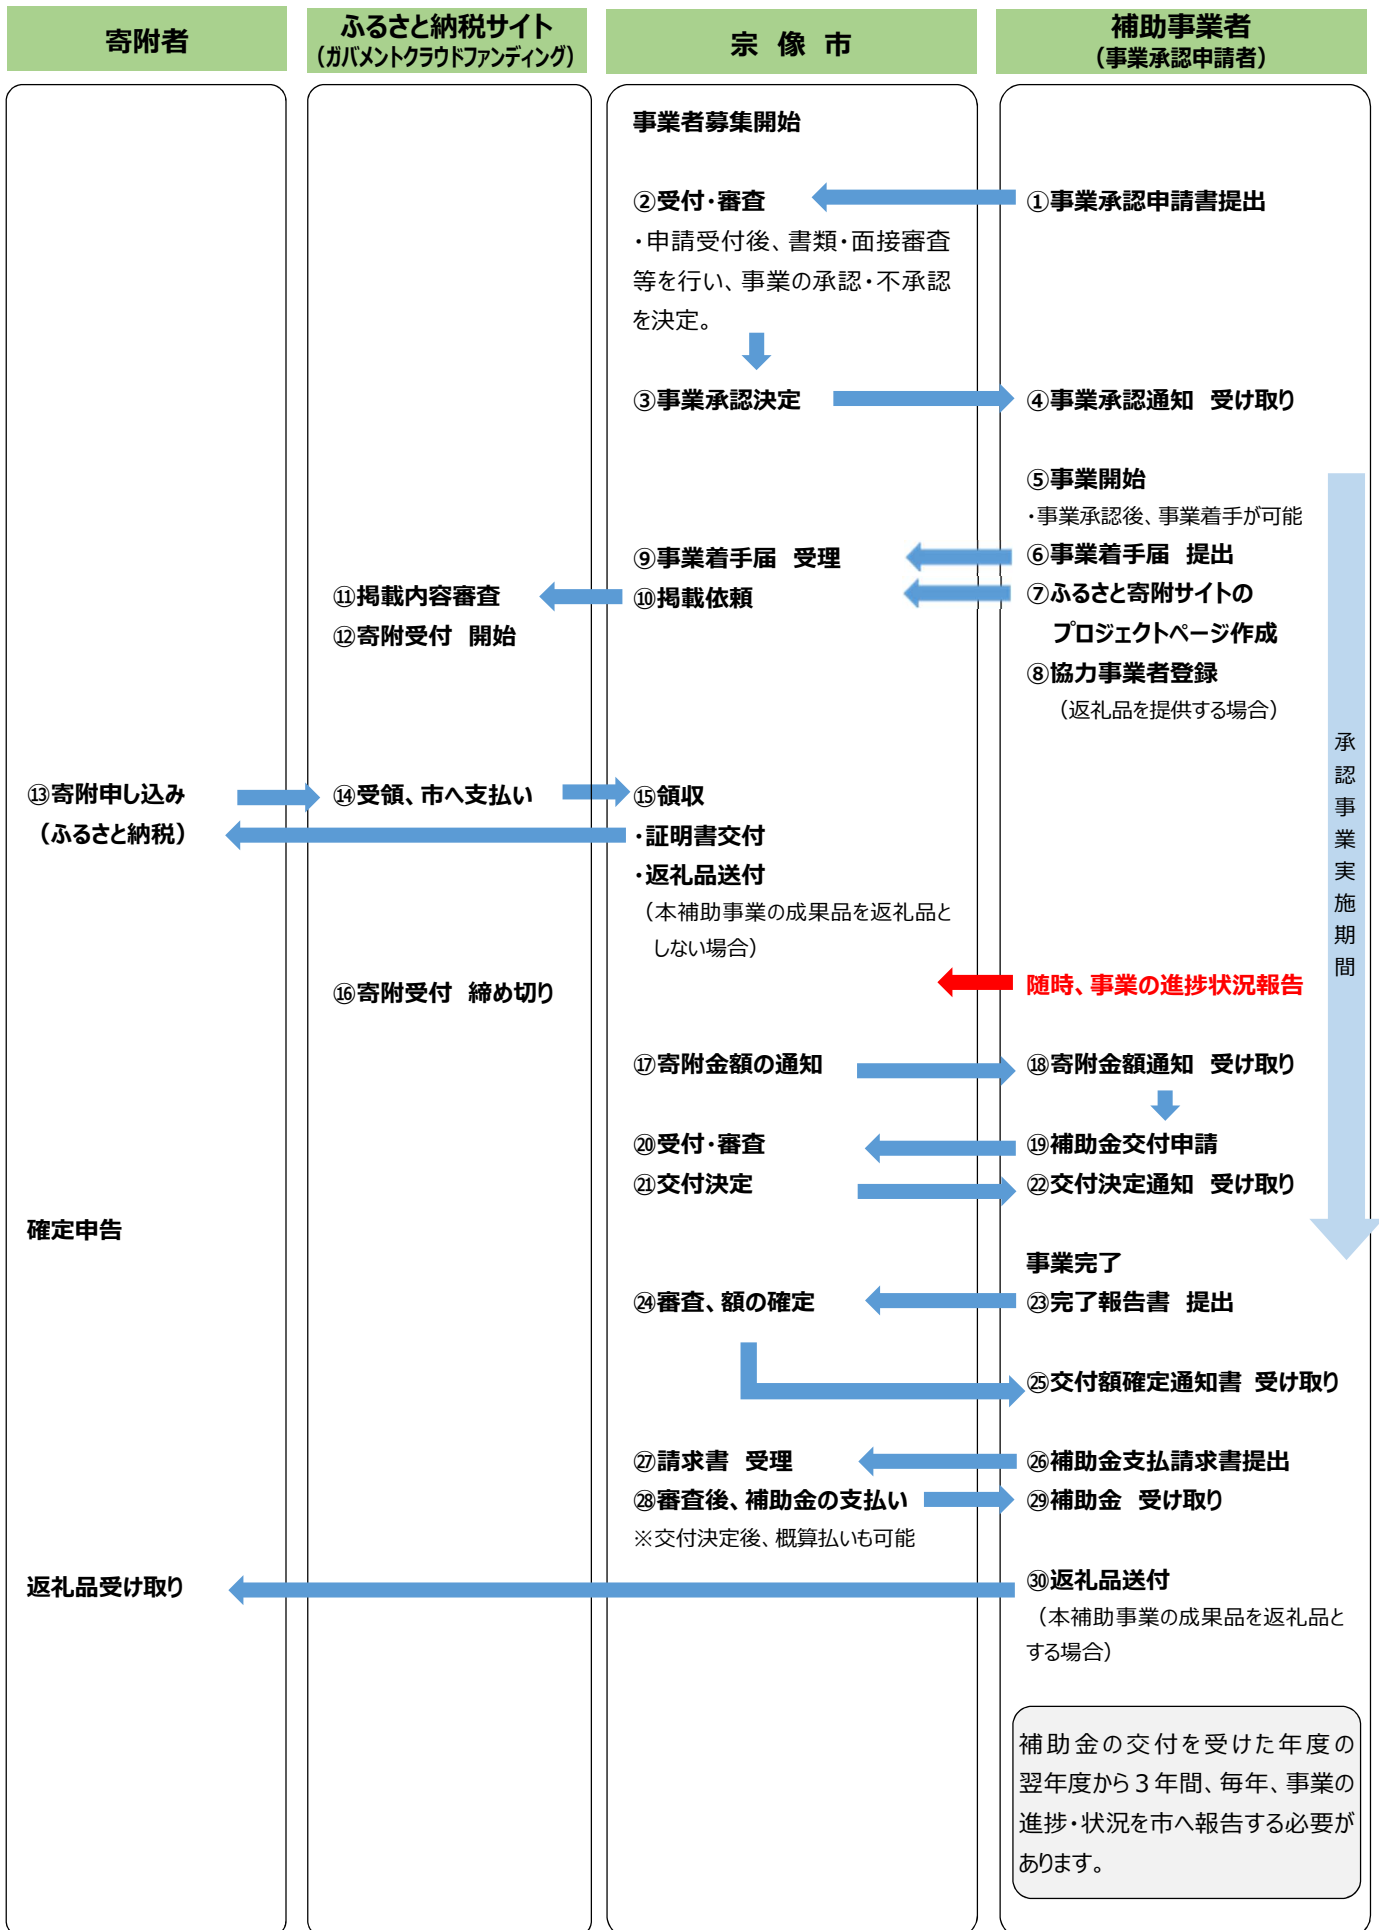 寄附者
ふるさと納税サイト
(ガバメントクラウドファンディング)
宗 像 市
補助事業者
(事業承認申請者)
事業者募集開始
②受付・審査
①事業承認申請書提出
・申請受付後、書類・面接審査
等を行い、事業の承認・不承認
を決定。
③事業承認決定
④事業承認通知 受け取り
⑤事業開始
・事業承認後、事業着手が可能
⑨事業着手届 受理
⑥事業着手届 提出
⑪掲載内容審査
⑩掲載依頼
⑦ふるさと寄附サイトの
⑫寄附受付 開始
プロジェクトページ作成
⑧協力事業者登録
（返礼品を提供する場合）
承認事業実施期間
⑬寄附申し込み
⑭受領、市へ支払い
⑮領収
（ふるさと納税）
・証明書交付
・返礼品送付
（本補助事業の成果品を返礼品と
しない場合）
⑯寄附受付 締め切り
随時、事業の進捗状況報告
⑰寄附金額の通知
⑱寄附金額通知 受け取り
⑳受付・審査
⑲補助金交付申請
㉑交付決定
㉒交付決定通知 受け取り
確定申告
事業完了
㉔審査、額の確定
㉓完了報告書 提出
㉕交付額確定通知書 受け取り
㉗請求書 受理
㉖補助金支払請求書提出
㉘審査後、補助金の支払い
㉙補助金 受け取り
※交付決定後、概算払いも可能
返礼品受け取り
㉚返礼品送付
（本補助事業の成果品を返礼品と
する場合）
補助金の交付を受けた年度の
翌年度から３年間、毎年、事業の
進捗・状況を市へ報告する必要が
あります。